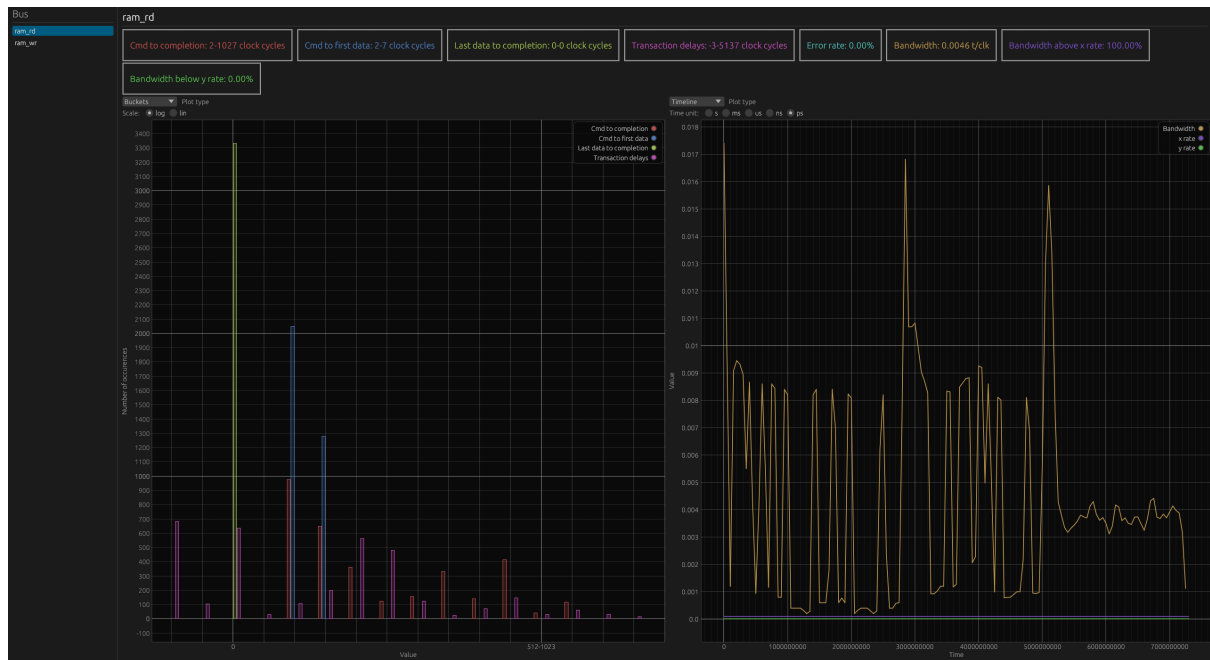 Bus
ram_rd
ram_wr
ram_rd
Cmd to completion: 2-1027 clock cycles
Cmd to first data: 2-7 clock cycles
Last data to completion: 0-0 clock cycles
Transaction delays: -3-5137 clock cycles
Error rate: 0.00%
Bandwidth: 0.0046 t/clk
Bandwidth above x rate: 100.00%
Bandwidth below y rate: 0.00%
Buckets Plot type
Scale: log lin
Cmd to completion
Cmd to first data
Last data to completion
Transaction delays
3400
3300
3200
3100
3000
2900
2800
2700
2600
2500
2400
2300
2200
2100
2000
1900
1800
1700
1600
1500
1400
1300
1200
1100
1000
900
800
700
600
500
400
300
200
100
0
-100
Number of occurences
0
512-1023
Value
Timeline Plot type
Time unit: s ms us ns ps
Bandwidth
x rate
y rate
0.018
0.017
0.016
0.015
0.014
0.013
0.012
0.011
0.01
0.009
0.008
0.007
0.006
0.005
0.004
0.003
0.002
0.001
0.0
Value
0
1000000000
2000000000
3000000000
4000000000
5000000000
6000000000
7000000000
Time